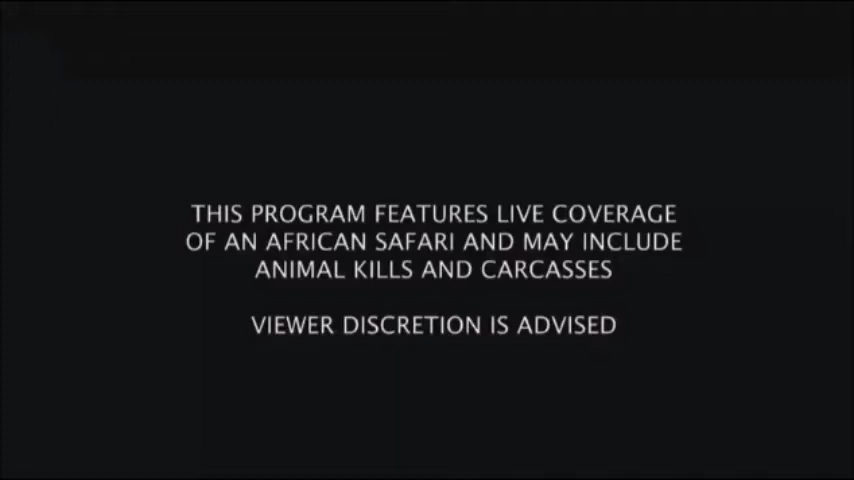 THIS PROGRAM FEATURES LIVE COVERAGE
OF AN AFRICAN SAFARI AND MAY INCLUDE
ANIMAL KILLS AND CARCASSES
VIEWER DISCRETION IS ADVISED